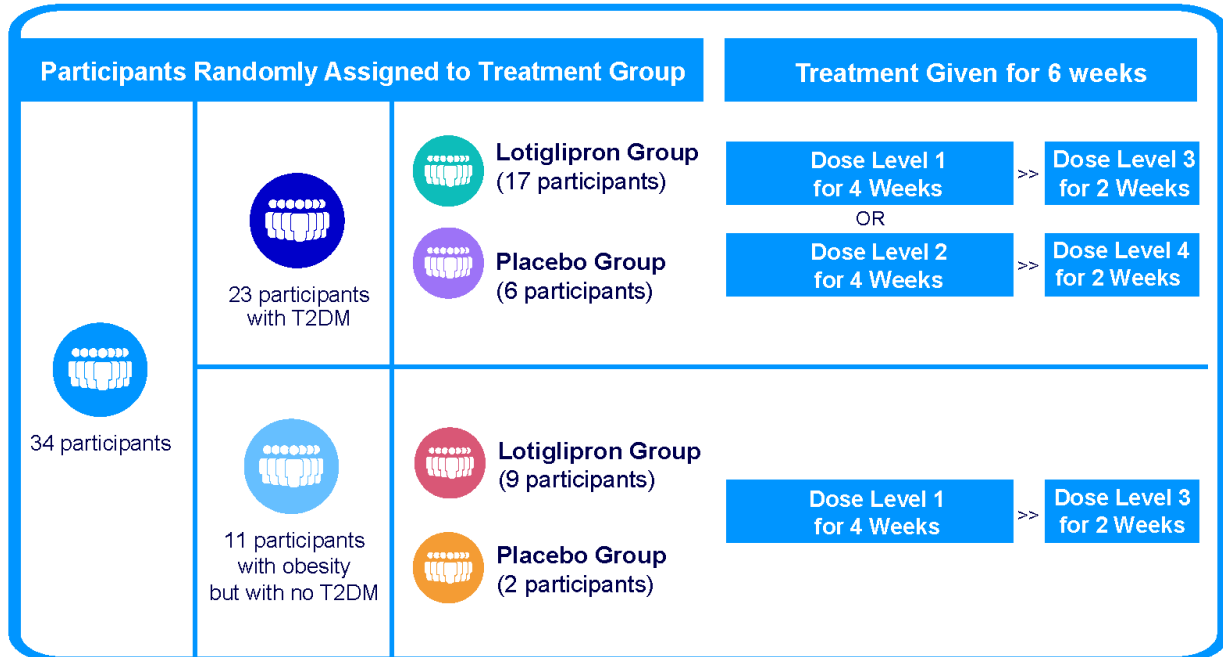 Participants Randomly Assigned to Treatment Group
Treatment Given for 6 weeks
34 participants
23 participants
with T2DM
Lotiglipron Group
(17 participants)
Placebo Group
(6 participants)
Dose Level 1
for 4 Weeks
>>
Dose Level 3
for 2 Weeks
OR
Dose Level 2
for 4 Weeks
>>
Dose Level 4
for 2 Weeks
11 participants
with obesity
but with no T2DM
Lotiglipron Group
(9 participants)
Placebo Group
(2 participants)
Dose Level 1
for 4 Weeks
>>
Dose Level 3
for 2 Weeks